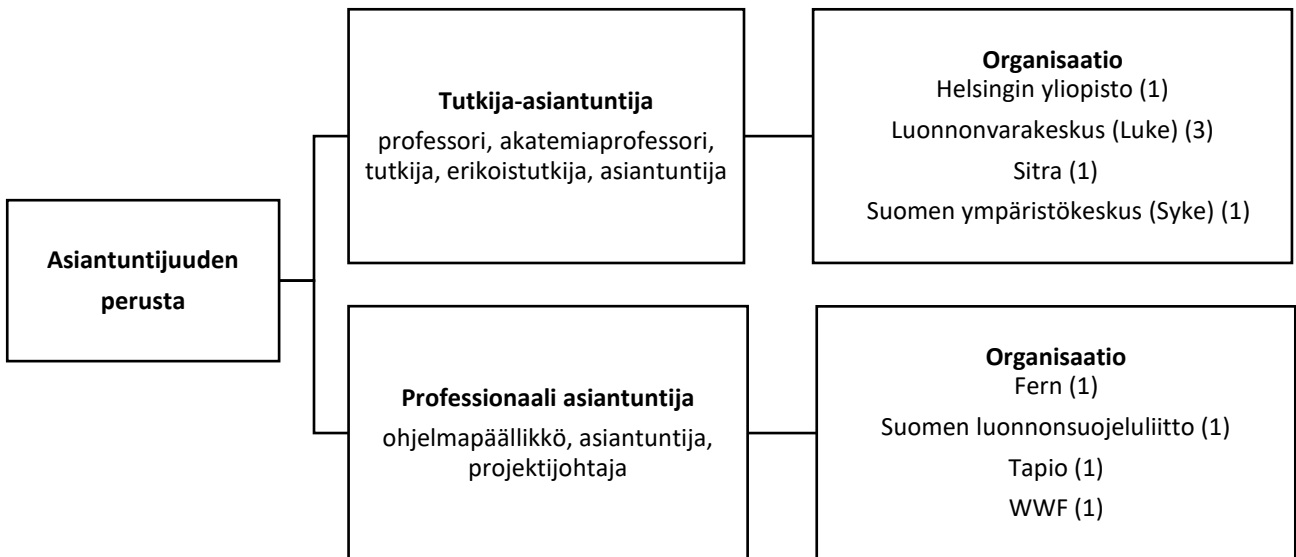 Asiantuntijuuden
perusta
Tutkija-asiantuntija
professori, akatemiaprofessori,
tutkija, erikoistutkija, asiantuntija
Organisaatio
Helsingin yliopisto (1)
Luonnonvarakeskus (Luke) (3)
Sitra (1)
Suomen ympäristökeskus (Syke) (1)
Professionaali asiantuntija
ohjelmapäällikkö, asiantuntija,
projektijohtaja
Organisaatio
Fern (1)
Suomen luonnonsuojeluliitto (1)
Tapio (1)
WWF (1)